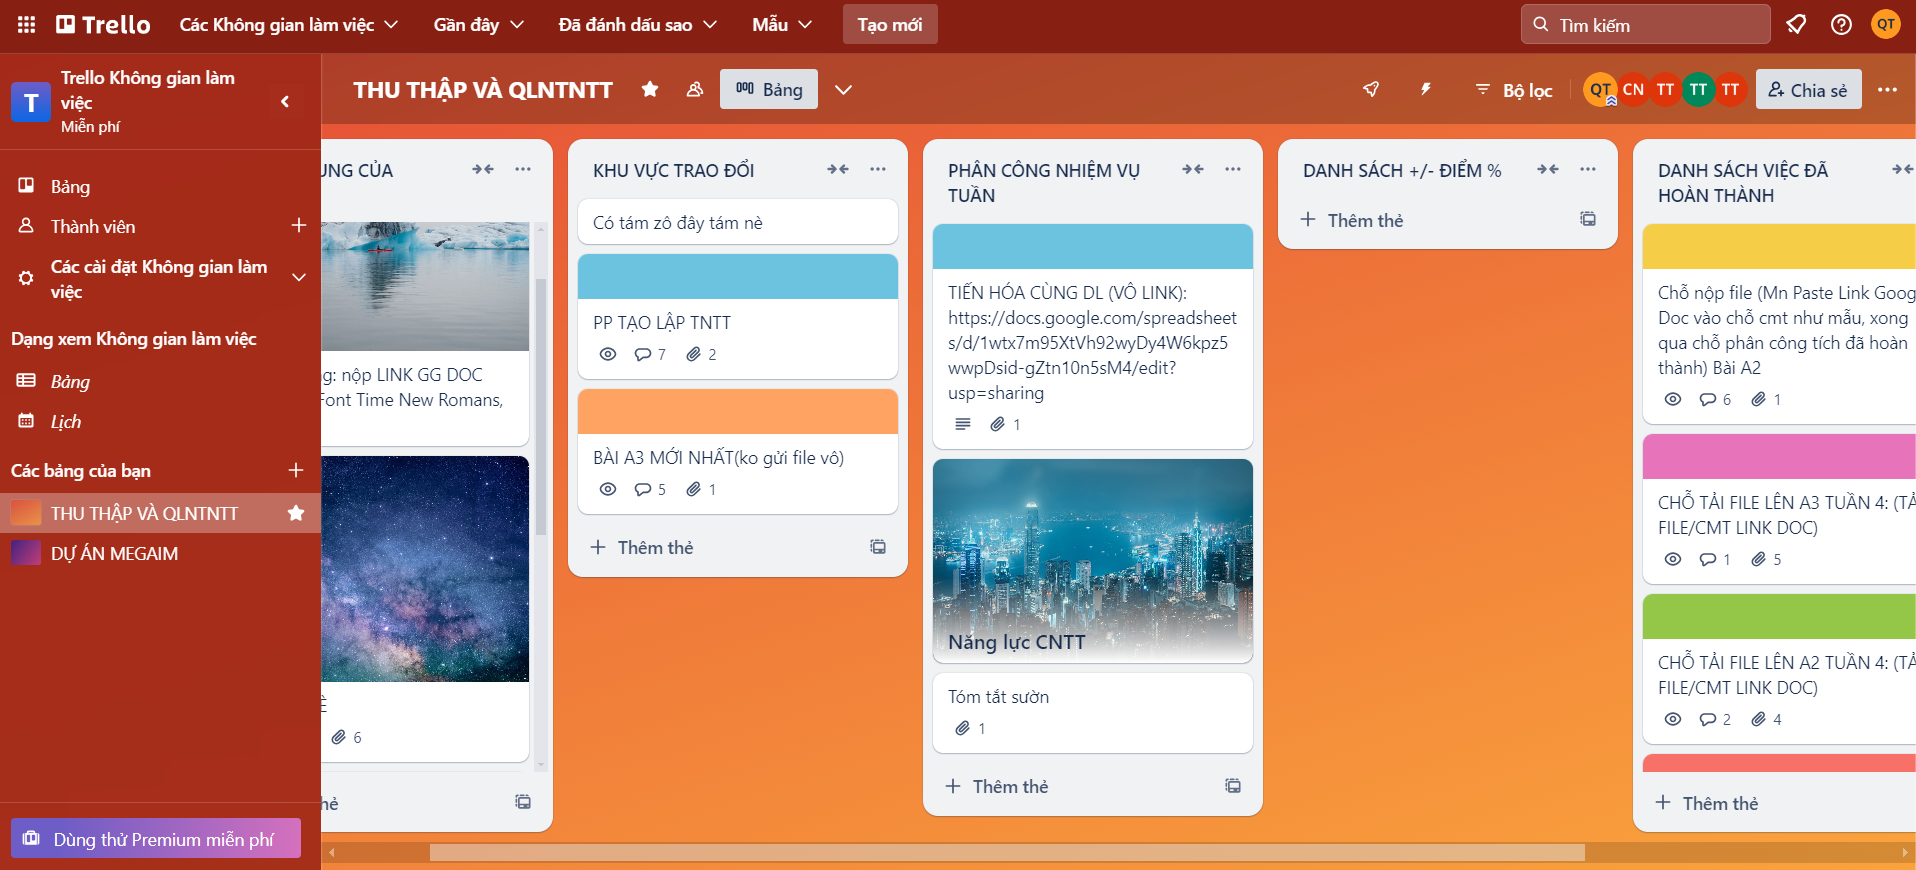 Trello
Các Không gian làm việc
Gần đây
Đã đánh dấu sao
Mẫu
Tạo mới
Tìm kiếm
QT
T
Trello Không gian làm
việc
Miễn phí
Bảng
Thành viên
Các cài đặt Không gian làm
việc
Dạng xem Không gian làm việc
Bảng
Lịch
Các bảng của bạn
THU THẬP VÀ QLNTNTT
DỰ ÁN MEGAIM
Dùng thử Premium miễn phí
THU THẬP VÀ QLNTNTT
Bảng
Bộ lọc
QT
CN
TT
TT
TT
Chia sẻ
UNG CỦA
g: nộp LINK GG DOC
Font Time New Romans,
6
KHU VỰC TRAO ĐỔI
Có tám zô đây tám nè
PP TẠO LẬP TNTT
7
2
BÀI A3 MỚI NHẤT(ko gửi file vô)
5
1
Thêm thẻ
PHÂN CÔNG NHIỆM VỤ
TUẦN
TIẾN HÓA CÙNG DL (VÔ LINK):
https://docs.google.com/spreadsheet
s/d/1wtx7m95XtVh92wyDy4W6kpz5
wwpDsid-gZtn10n5sM4/edit?
usp=sharing
1
Năng lực CNTT
Tóm tắt sườn
1
Thêm thẻ
DANH SÁCH +/- ĐIỂM %
Thêm thẻ
DANH SÁCH VIỆC ĐÃ
HOÀN THÀNH
Chỗ nộp file (Mn Paste Link Goog
Doc vào chỗ cmt như mẫu, xong
qua chỗ phân công tích đã hoàn
thành) Bài A2
6
1
CHỖ TẢI FILE LÊN A3 TUẦN 4: (TẢ
FILE/CMT LINK DOC)
1
5
CHỖ TẢI FILE LÊN A2 TUẦN 4: (TẢ
FILE/CMT LINK DOC)
2
4
Thêm thẻ